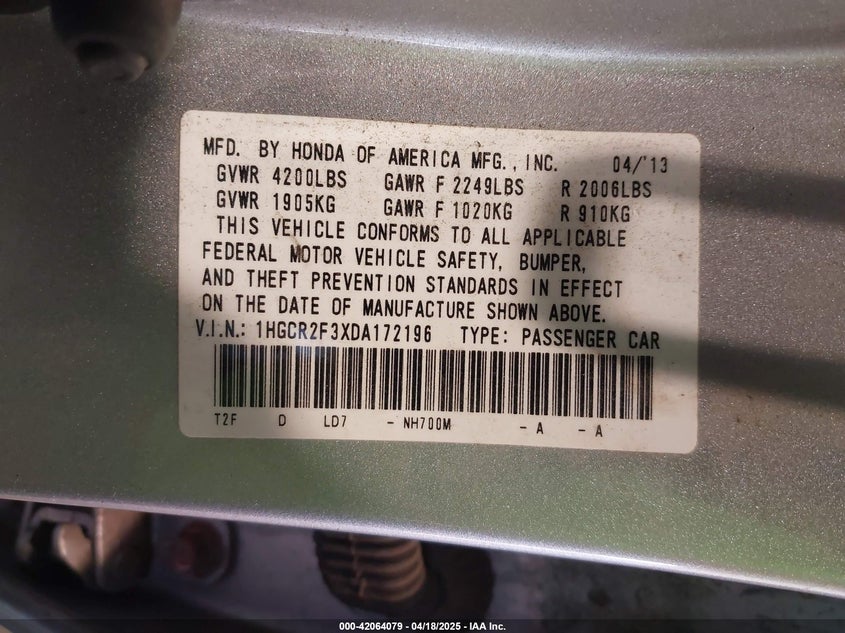 MFD. BY HONDA OF AMERICA MFG., INC. 04/'13
GVWR 4200LBS GAWR F 2249LBS R 2006LBS
GVWR 1905KG GAWR F 1020KG R 910KG
THIS VEHICLE CONFORMS TO ALL APPLICABLE
FEDERAL MOTOR VEHICLE SAFETY, BUMPER,
AND THEFT PREVENTION STANDARDS IN EFFECT
ON THE DATE OF MANUFACTURE SHOWN ABOVE.
V.I.N.: 1HGCR2F3XDA172196 TYPE: PASSENGER CAR
T2F D LD7 - NH700M - A - A
000-42064079 - 04/18/2025 - IAA Inc.